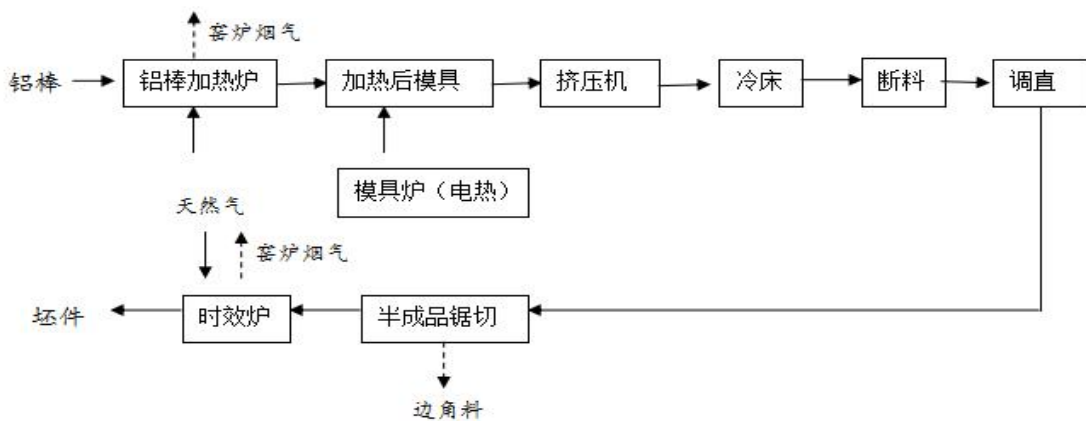 窑炉烟气
铝棒
铝棒加热炉
加热后模具
挤压机
冷床
断料
调直
模具炉（电热）
天然气
窑炉烟气
坯件
时效炉
半成品锯切
边角料